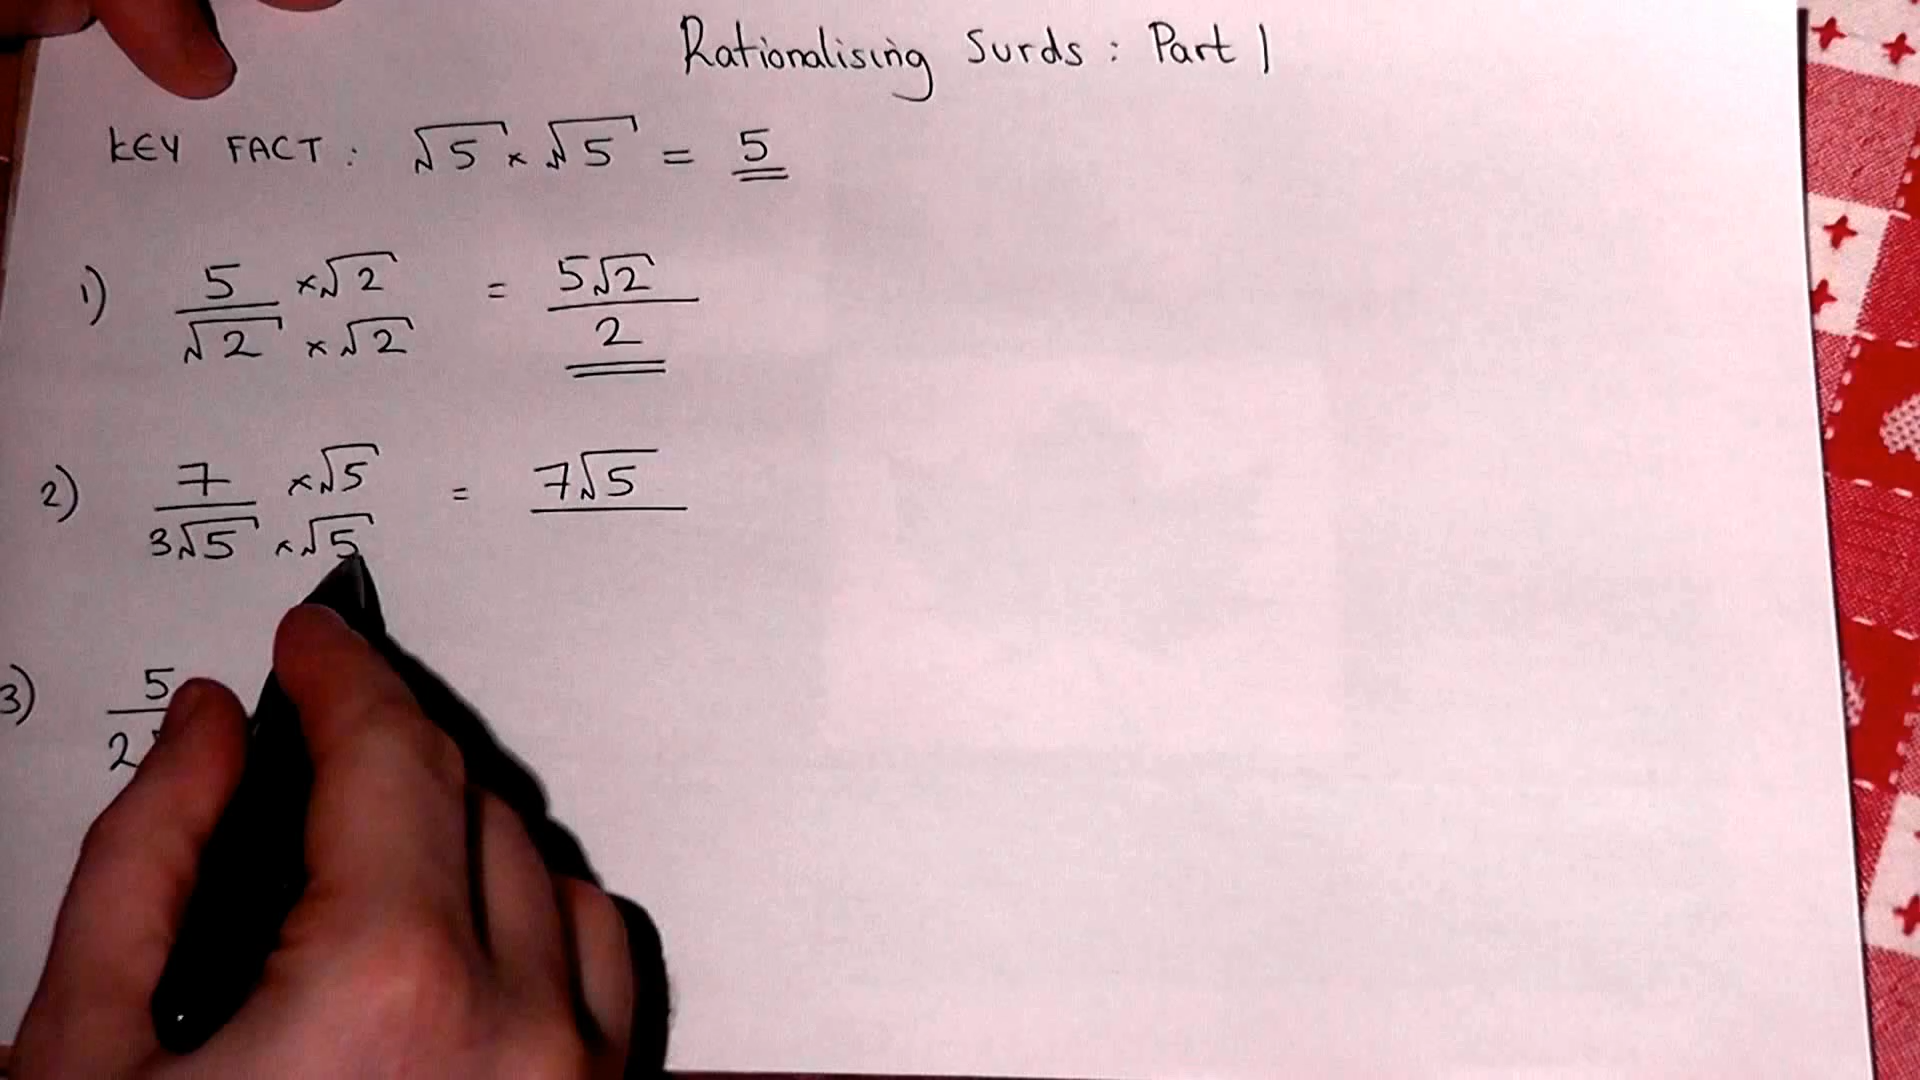 Rationalising Surds : Part 1
KEY FACT : √5 × √5 = 5
1) 5/√2 ×√2/×√2 = 5√2/2
2) 7/3√5 ×√5/×√5 = 7√5
3) 5/2